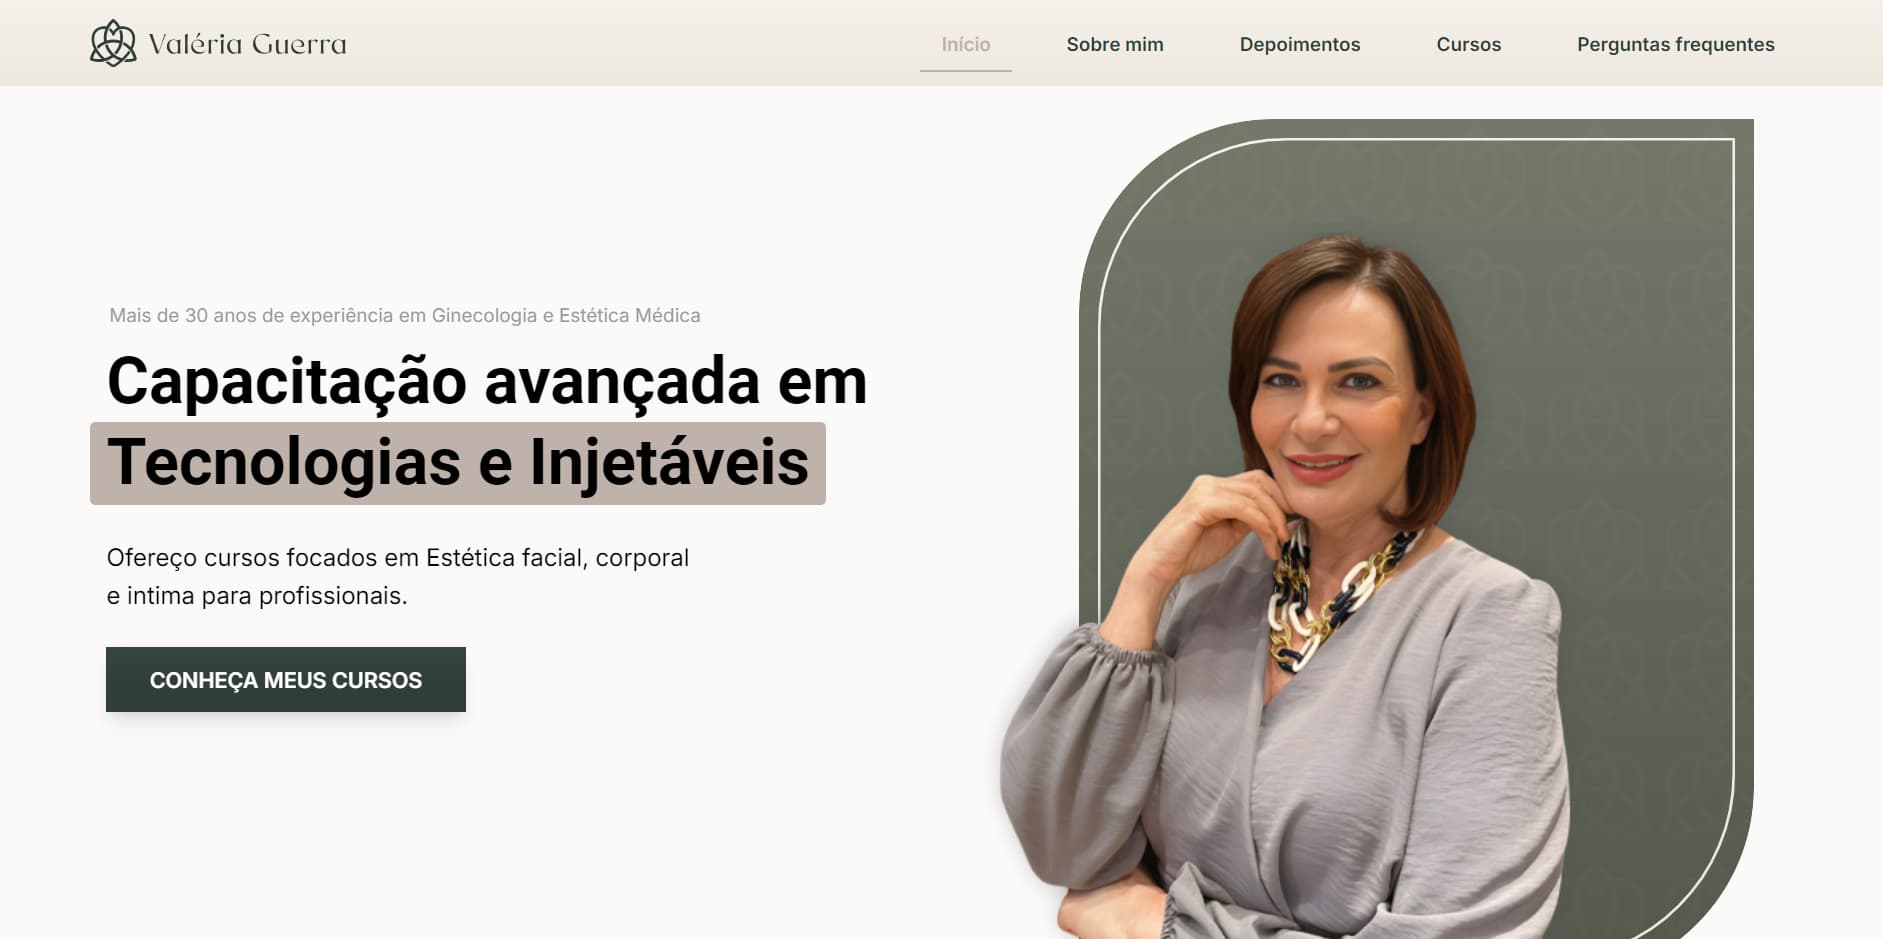 Valéria Guerra
Início
Sobre mim
Depoimentos
Cursos
Perguntas frequentes
Mais de 30 anos de experiência em Ginecologia e Estética Médica
Capacitação avançada em
Tecnologias e Injetáveis
Ofereço cursos focados em Estética facial, corporal
e intima para profissionais.
CONHEÇA MEUS CURSOS